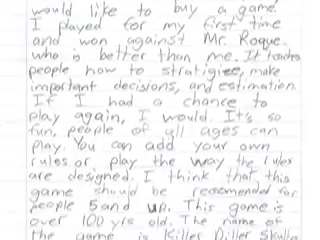 would like to buy a game.
I played for my first time
and won against Mr. Roque
who is better than me. It teaches
people how to stratigize, make
important decisions, and estimation.
If I had a chance to
play again, I would. It's so
fun, people of all ages can
play. You can add your own
rules or play the way the rules
are designed. I think that this
game should be recomended for
people 5 and up. This game is
over 100 yrs old. The name of
the game is Killer Diller Skullys